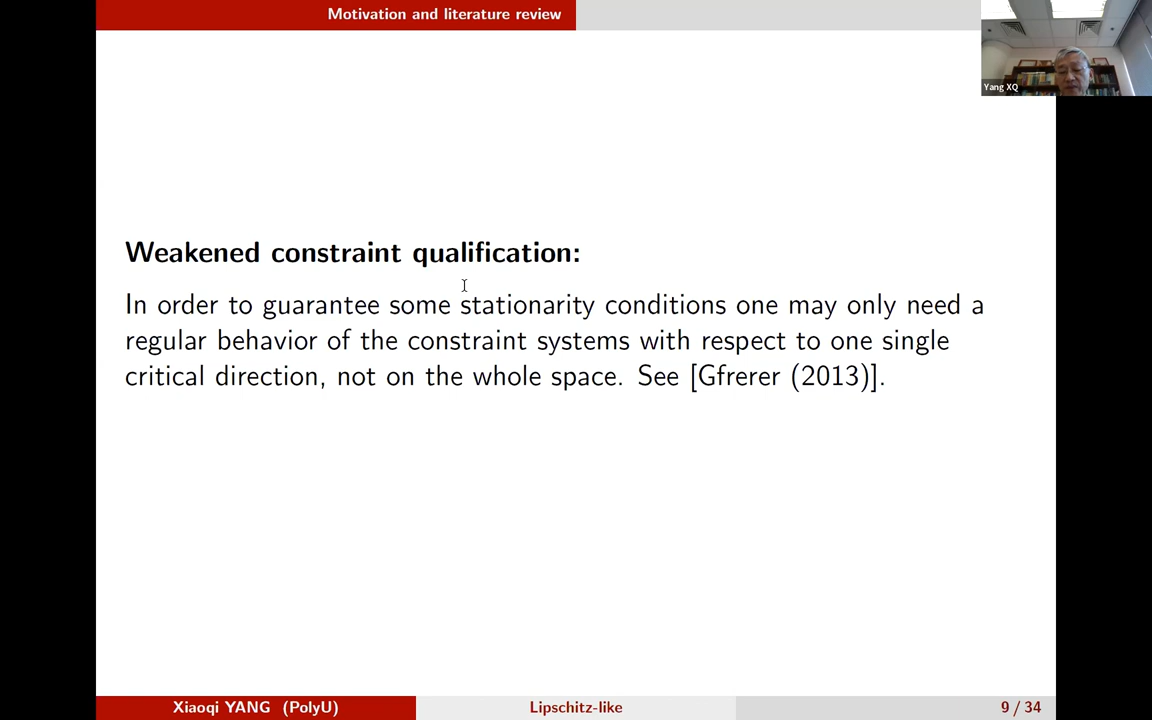 Motivation and literature review
Yang XQ
Weakened constraint qualification:
In order to guarantee some stationarity conditions one may only need a
regular behavior of the constraint systems with respect to one single
critical direction, not on the whole space. See [Gfrerer (2013)].
Xiaoqi YANG (PolyU)
Lipschitz-like
9 / 34